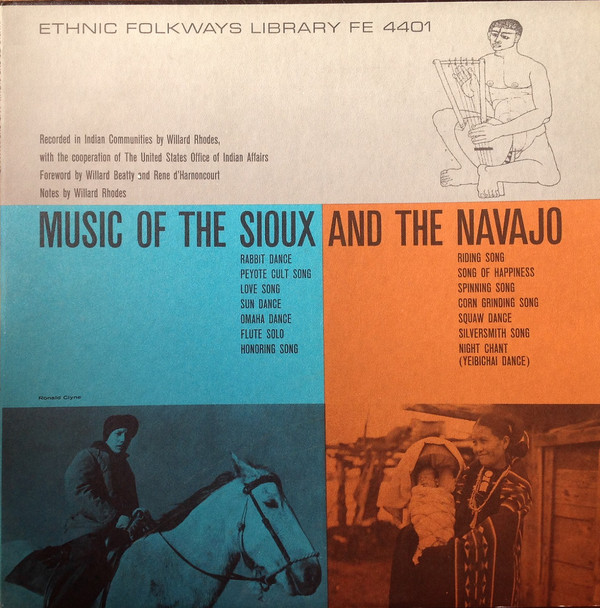 ETHNIC FOLKWAYS LIBRARY FE 4401
Recorded in Indian Communities by Willard Rhodes,
with the cooperation of The United States Office of Indian Affairs
Foreword by Willard Beatty and Rene d'Harnoncourt
Notes by Willard Rhodes
MUSIC OF THE SIOUX AND THE NAVAJO
RABBIT DANCE
PEYOTE CULT SONG
LOVE SONG
SUN DANCE
OMAHA DANCE
FLUTE SOLO
HONORING SONG
RIDING SONG
SONG OF HAPPINESS
SPINNING SONG
CORN GRINDING SONG
SQUAW DANCE
SILVERSMITH SONG
NIGHT CHANT
(YEIBICHAI DANCE)
Ronald Clyne